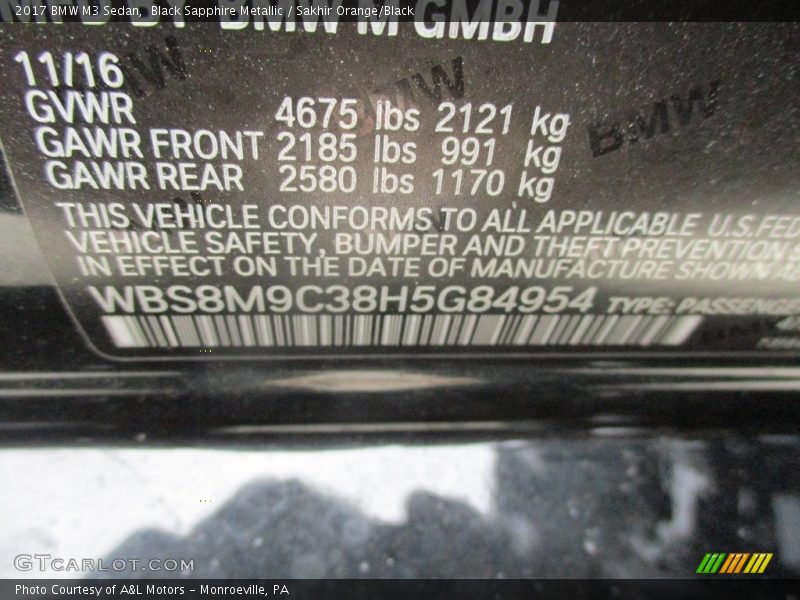 2017 BMW M3 Sedan,  Black Sapphire Metallic / Sakhir Orange/Black
BY BMW M GMBH
11/16
GVWR 4675 lbs 2121 kg
GAWR FRONT 2185 lbs 991 kg
GAWR REAR 2580 lbs 1170 kg
THIS VEHICLE CONFORMS TO ALL APPLICABLE U.S.FED
VEHICLE SAFETY, BUMPER AND THEFT PREVENTION S
IN EFFECT ON THE DATE OF MANUFACTURE SHOWN A
WBS8M9C38H5G84954 TYPE: PASSENGE
GTCARLOT.COM
Photo Courtesy of A&L Motors – Monroeville, PA